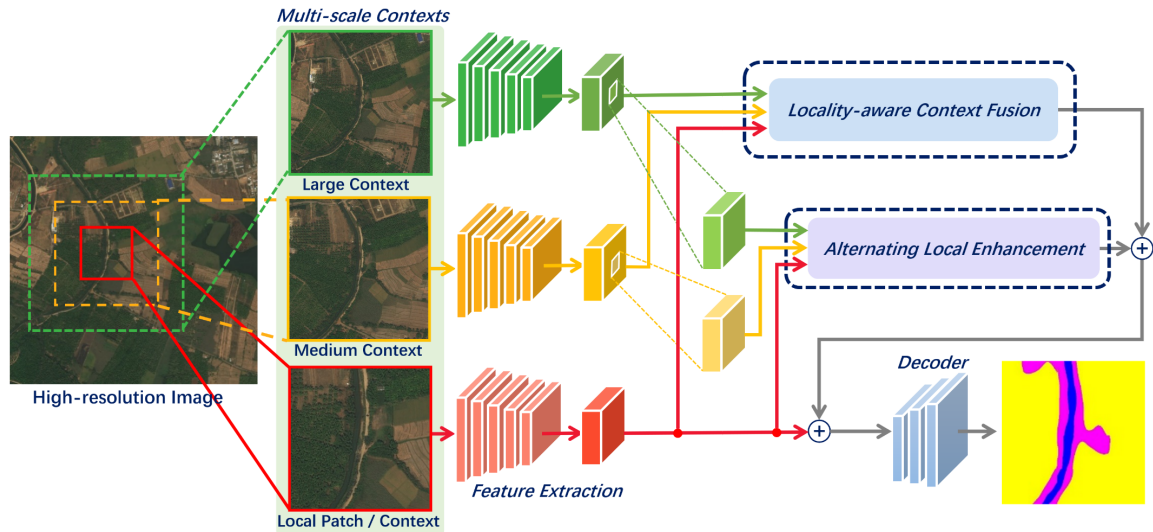 Multi-scale Contexts
Large Context
Locality-aware Context Fusion
Medium Context
Alternating Local Enhancement
High-resolution Image
Local Patch / Context
Feature Extraction
Decoder